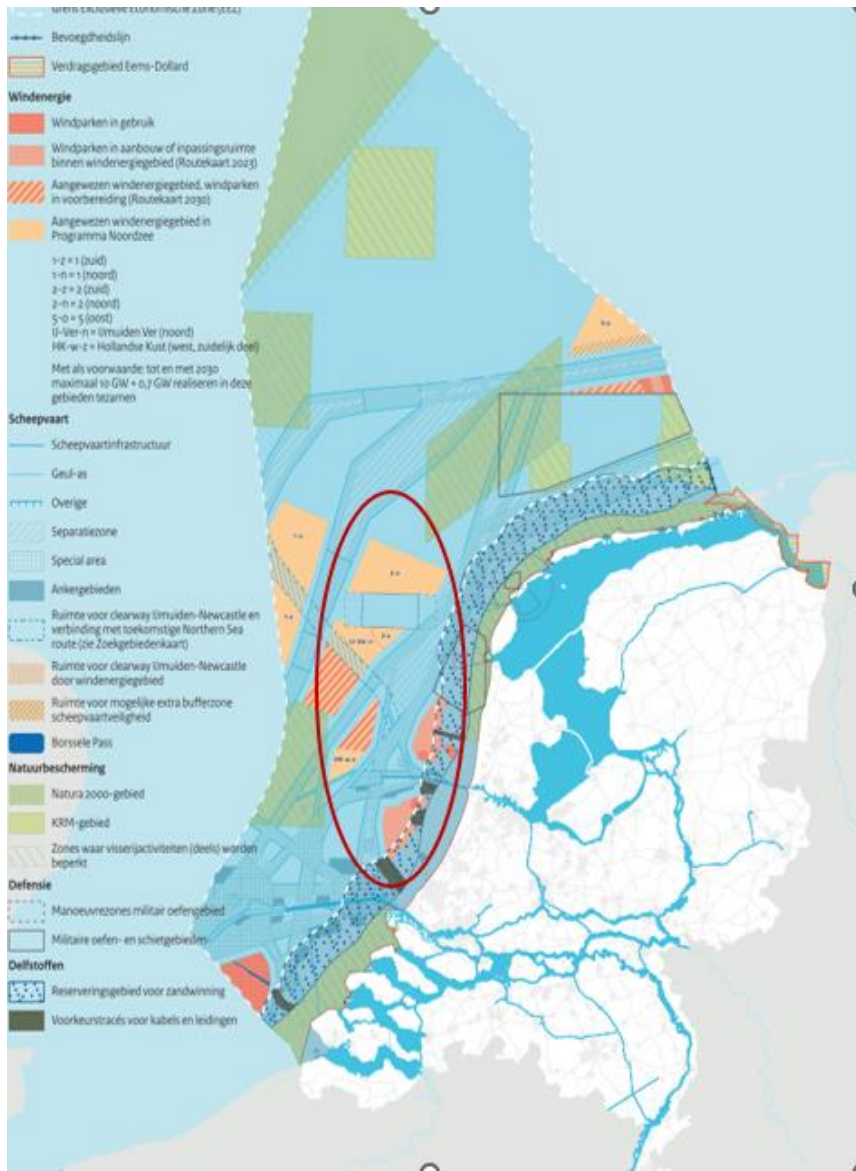 Grens Exclusieve Economische Zone (EEZ)
Bevoegdheidslijn
Verdragsgebied Eems-Dollard
Windenergie
Windparken in gebruik
Windparken in aanbouw of inpassingsruimte
binnen windenergiegebied (Routekaart 2023)
Aangewezen windenergiegebied, windparken
in voorbereiding (Routekaart 2030)
Aangewezen windenergiegebied in
Programma Noordzee
1-z = 1 (zuid)
1-n = 1 (noord)
2-z = 2 (zuid)
2-n = 2 (noord)
5-o = 5 (oost)
IJ-Ver-n = IJmuiden Ver (noord)
HK-w-z = Hollandse Kust (west, zuidelijk deel)
Met als voorwaarde: tot en met 2030
maximaal 10 GW + 0,7 GW realiseren in deze
gebieden tezamen
Scheepvaart
Scheepvaartinfrastructuur
Geul-as
Overige
Separatiezone
Special area
Ankergebieden
Ruimte voor clearway IJmuiden-Newcastle en
verbinding met toekomstige Northern Sea
route (zie Zoekgebiedenkaart)
Ruimte voor clearway IJmuiden-Newcastle
door windenergiegebied
Ruimte voor mogelijke extra bufferzone
scheepvaartveiligheid
Borssele Pass
Natuurbescherming
Natura 2000-gebied
KRM-gebied
Zones waar visserijactiviteiten (deels) worden
beperkt
Defensie
Manoeuvrezones militair oefengebied
Militaire oefen- en schietgebieden
Delfstoffen
Reserveringsgebied voor zandwinning
Voorkeurstracés voor kabels en leidingen